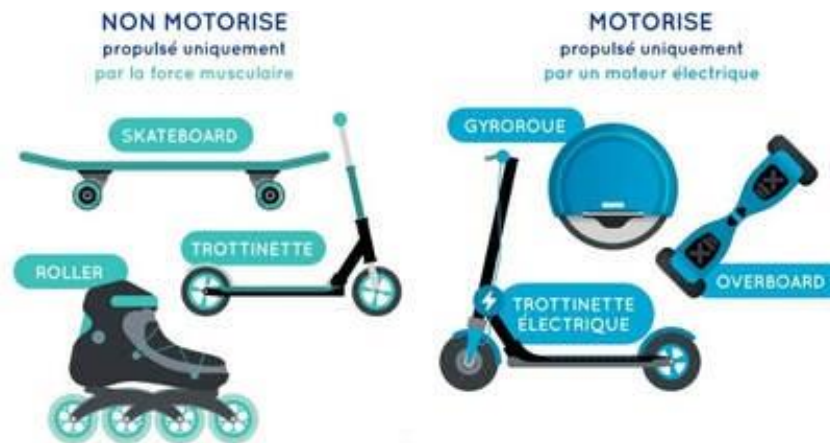 NON MOTORISE
propulsé uniquement
par la force musculaire
SKATEBOARD
TROTTINETTE
ROLLER
MOTORISE
propulsé uniquement
par un moteur électrique
GYROROUE
OVERBOARD
TROTTINETTE
ÉLECTRIQUE